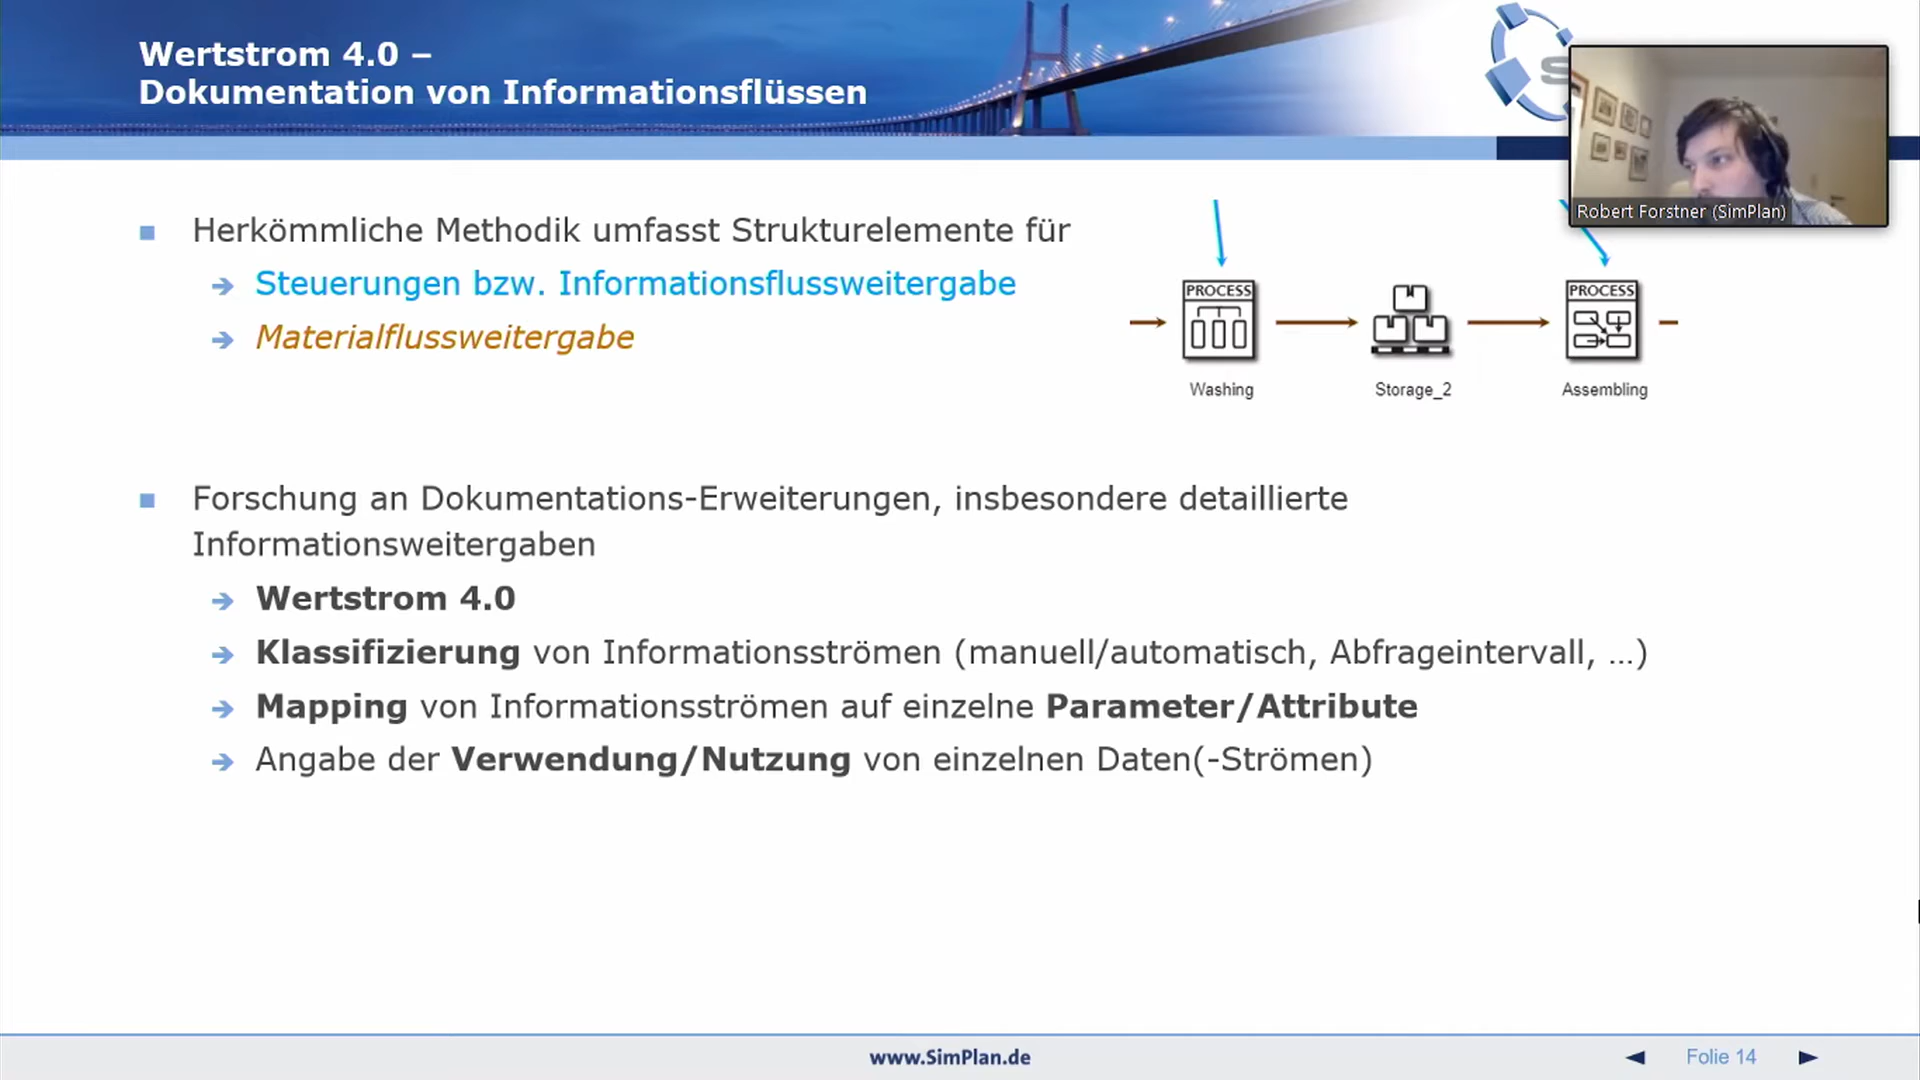 Wertstrom 4.0 –
Dokumentation von Informationsflüssen
S
Robert Forstner (SimPlan)
Herkömmliche Methodik umfasst Strukturelemente für
Steuerungen bzw. Informationsflussweitergabe
Materialflussweitergabe
PROCESS
PROCESS
Washing
Storage_2
Assembling
Forschung an Dokumentations-Erweiterungen, insbesondere detaillierte
Informationsweitergaben
Wertstrom 4.0
Klassifizierung von Informationsströmen (manuell/automatisch, Abfrageintervall, …)
Mapping von Informationsströmen auf einzelne Parameter/Attribute
Angabe der Verwendung/Nutzung von einzelnen Daten(-Strömen)
www.SimPlan.de
Folie 14